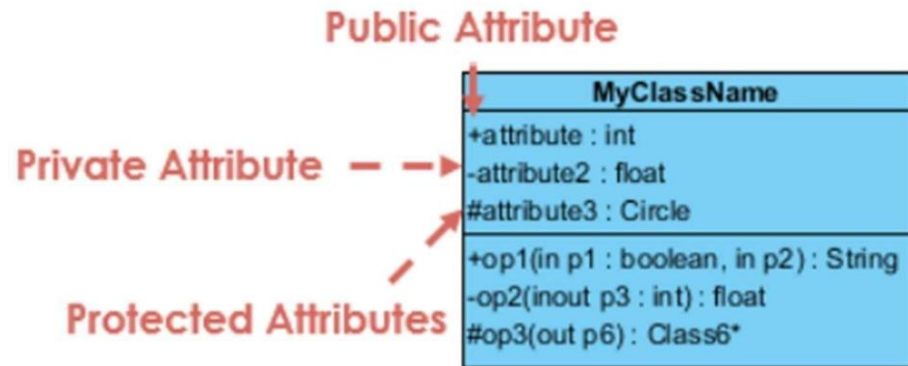 Public Attribute
MyClassName
+attribute : int
Private Attribute
-attribute2 : float
#attribute3 : Circle
+op1(in p1 : boolean, in p2) : String
-op2(inout p3 : int) : float
Protected Attributes
#op3(out p6) : Class6*